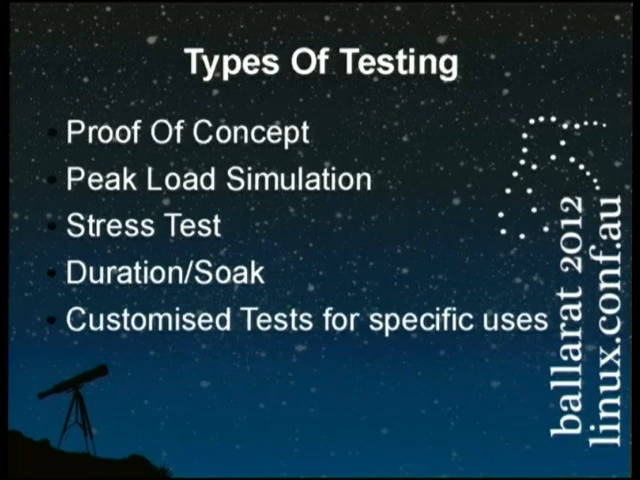 Types Of Testing
Proof Of Concept
Peak Load Simulation
Stress Test
Duration/Soak
Customised Tests for specific uses
ballarat 2012
linux.conf.au